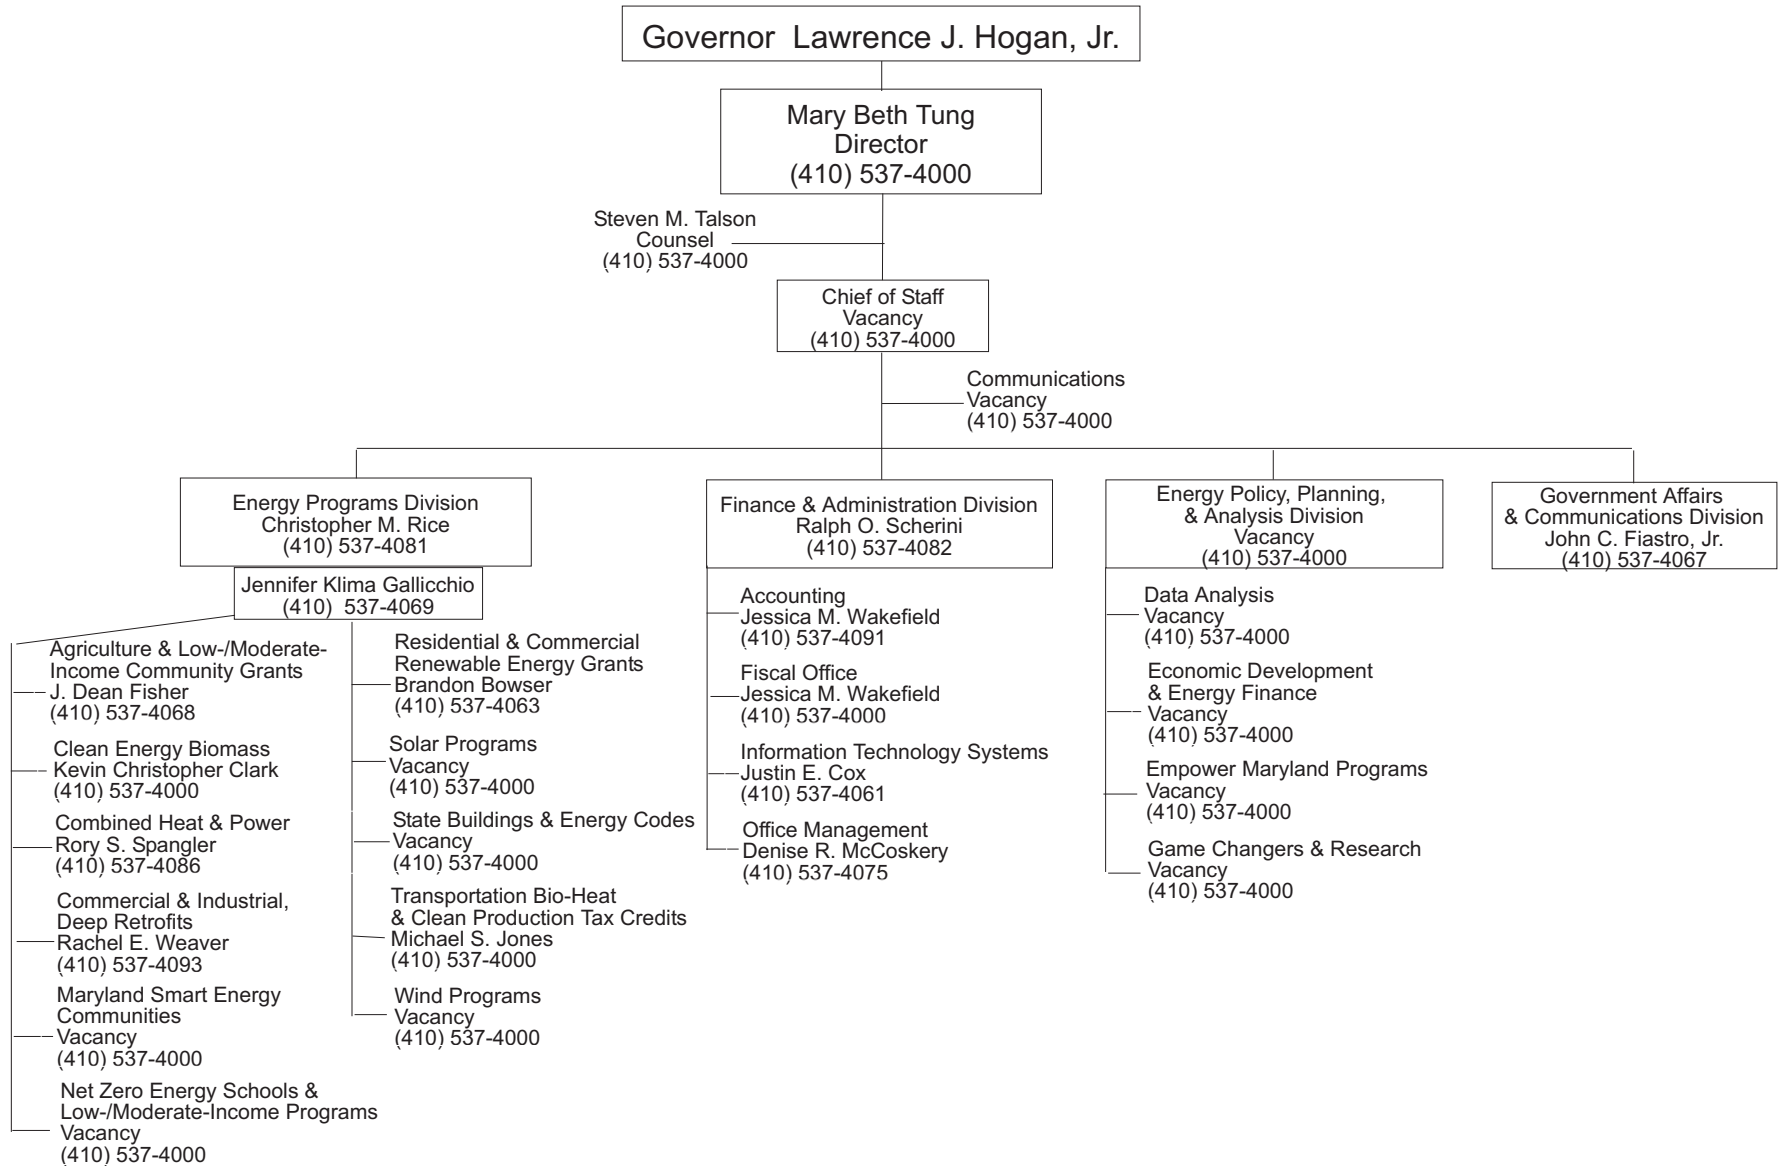 Governor Lawrence J. Hogan, Jr.
Mary Beth Tung
Director
(410) 537-4000
Steven M. Talson
Counsel
(410) 537-4000
Chief of Staff
Vacancy
(410) 537-4000
Communications
Vacancy
(410) 537-4000
Energy Programs Division
Christopher M. Rice
(410) 537-4081
Jennifer Klima Gallicchio
(410) 537-4069
Agriculture & Low-/Moderate-
Income Community Grants
J. Dean Fisher
(410) 537-4068
Clean Energy Biomass
Kevin Christopher Clark
(410) 537-4000
Combined Heat & Power
Rory S. Spangler
(410) 537-4086
Commercial & Industrial,
Deep Retrofits
Rachel E. Weaver
(410) 537-4093
Maryland Smart Energy
Communities
Vacancy
(410) 537-4000
Net Zero Energy Schools &
Low-/Moderate-Income Programs
Vacancy
(410) 537-4000
Residential & Commercial
Renewable Energy Grants
Brandon Bowser
(410) 537-4063
Solar Programs
Vacancy
(410) 537-4000
State Buildings & Energy Codes
Vacancy
(410) 537-4000
Transportation Bio-Heat
& Clean Production Tax Credits
Michael S. Jones
(410) 537-4000
Wind Programs
Vacancy
(410) 537-4000
Finance & Administration Division
Ralph O. Scherini
(410) 537-4082
Accounting
Jessica M. Wakefield
(410) 537-4091
Fiscal Office
Jessica M. Wakefield
(410) 537-4000
Information Technology Systems
Justin E. Cox
(410) 537-4061
Office Management
Denise R. McCoskery
(410) 537-4075
Energy Policy, Planning,
& Analysis Division
Vacancy
(410) 537-4000
Data Analysis
Vacancy
(410) 537-4000
Economic Development
& Energy Finance
Vacancy
(410) 537-4000
Empower Maryland Programs
Vacancy
(410) 537-4000
Game Changers & Research
Vacancy
(410) 537-4000
Government Affairs
& Communications Division
John C. Fiastro, Jr.
(410) 537-4067